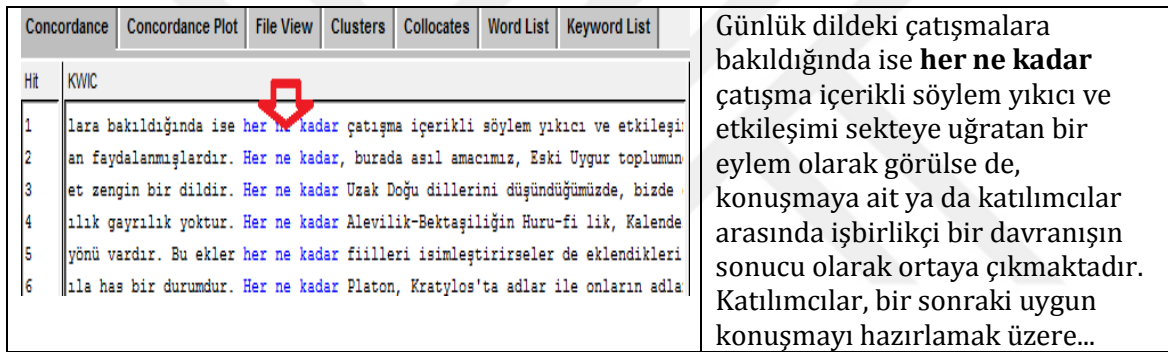 Concordance Concordance Plot File View Clusters Collocates Word List Keyword List
Hit KWIC
1 lara bakıldığında ise her ne kadar çatışma içerikli söylem yıkıcı ve etkileşi
2 an faydalanmışlardır. Her ne kadar, burada asıl amacımız, Eski Uygur toplumun
3 et zengin bir dildir. Her ne kadar Uzak Doğu dillerini düşündüğümüzde, bizde
4 ılık gayrılık yoktur. Her ne kadar Alevilik-Bektaşiliğin Huru-fi lik, Kalende
5 yönü vardır. Bu ekler her ne kadar fiilleri isimleştirirseler de eklendikleri
6 ıla has bir durumdur. Her ne kadar Platon, Kratylos'ta adlar ile onların adla
Günlük dildeki çatışmalara
bakıldığında ise her ne kadar
çatışma içerikli söylem yıkıcı ve
etkileşimi sekteye uğratan bir
eylem olarak görülse de,
konuşmaya ait ya da katılımcılar
arasında işbirlikçi bir davranışın
sonucu olarak ortaya çıkmaktadır.
Katılımcılar, bir sonraki uygun
konuşmayı hazırlamak üzere...